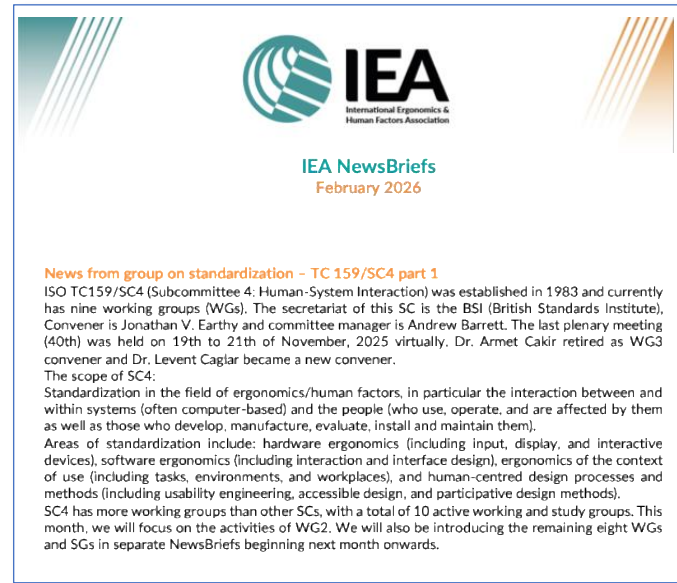 IEA
International Ergonomics &
Human Factors Association
IEA NewsBriefs
February 2026
News from group on standardization – TC 159/SC4 part 1
ISO TC159/SC4 (Subcommittee 4: Human-System Interaction) was established in 1983 and currently
has nine working groups (WGs). The secretariat of this SC is the BSI (British Standards Institute),
Convener is Jonathan V. Earthy and committee manager is Andrew Barrett. The last plenary meeting
(40th) was held on 19th to 21th of November, 2025 virtually. Dr. Armet Cakir retired as WG3
convener and Dr. Levent Caglar became a new convener.
The scope of SC4:
Standardization in the field of ergonomics/human factors, in particular the interaction between and
within systems (often computer-based) and the people (who use, operate, and are affected by them
as well as those who develop, manufacture, evaluate, install and maintain them).
Areas of standardization include: hardware ergonomics (including input, display, and interactive
devices), software ergonomics (including interaction and interface design), ergonomics of the context
of use (including tasks, environments, and workplaces), and human-centred design processes and
methods (including usability engineering, accessible design, and participative design methods).
SC4 has more working groups than other SCs, with a total of 10 active working and study groups. This
month, we will focus on the activities of WG2. We will also be introducing the remaining eight WGs
and SGs in separate NewsBriefs beginning next month onwards.